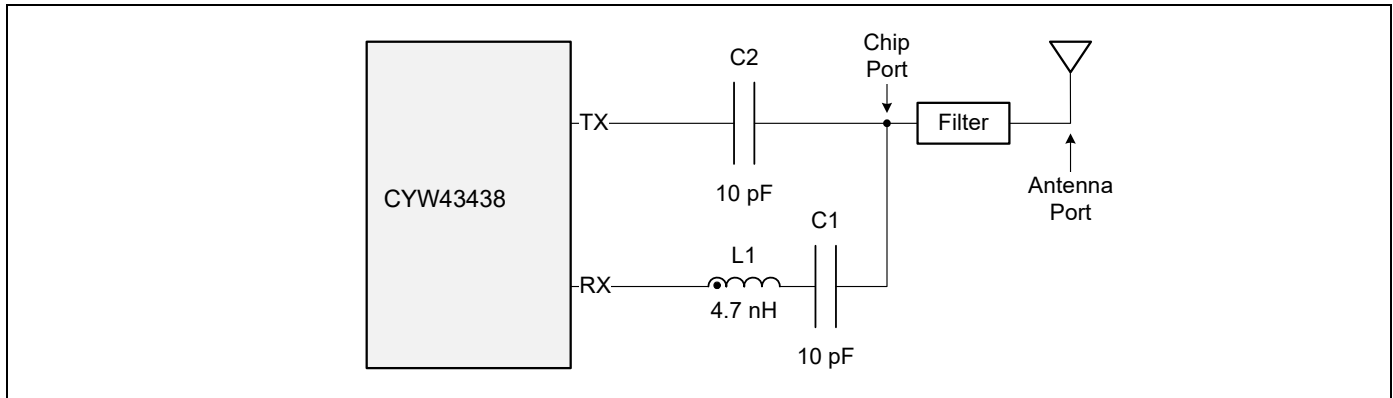 Chip
Port
C2
TX
Filter
10 pF
Antenna
Port
CYW43438
C1
L1
RX
4.7 nH
10 pF